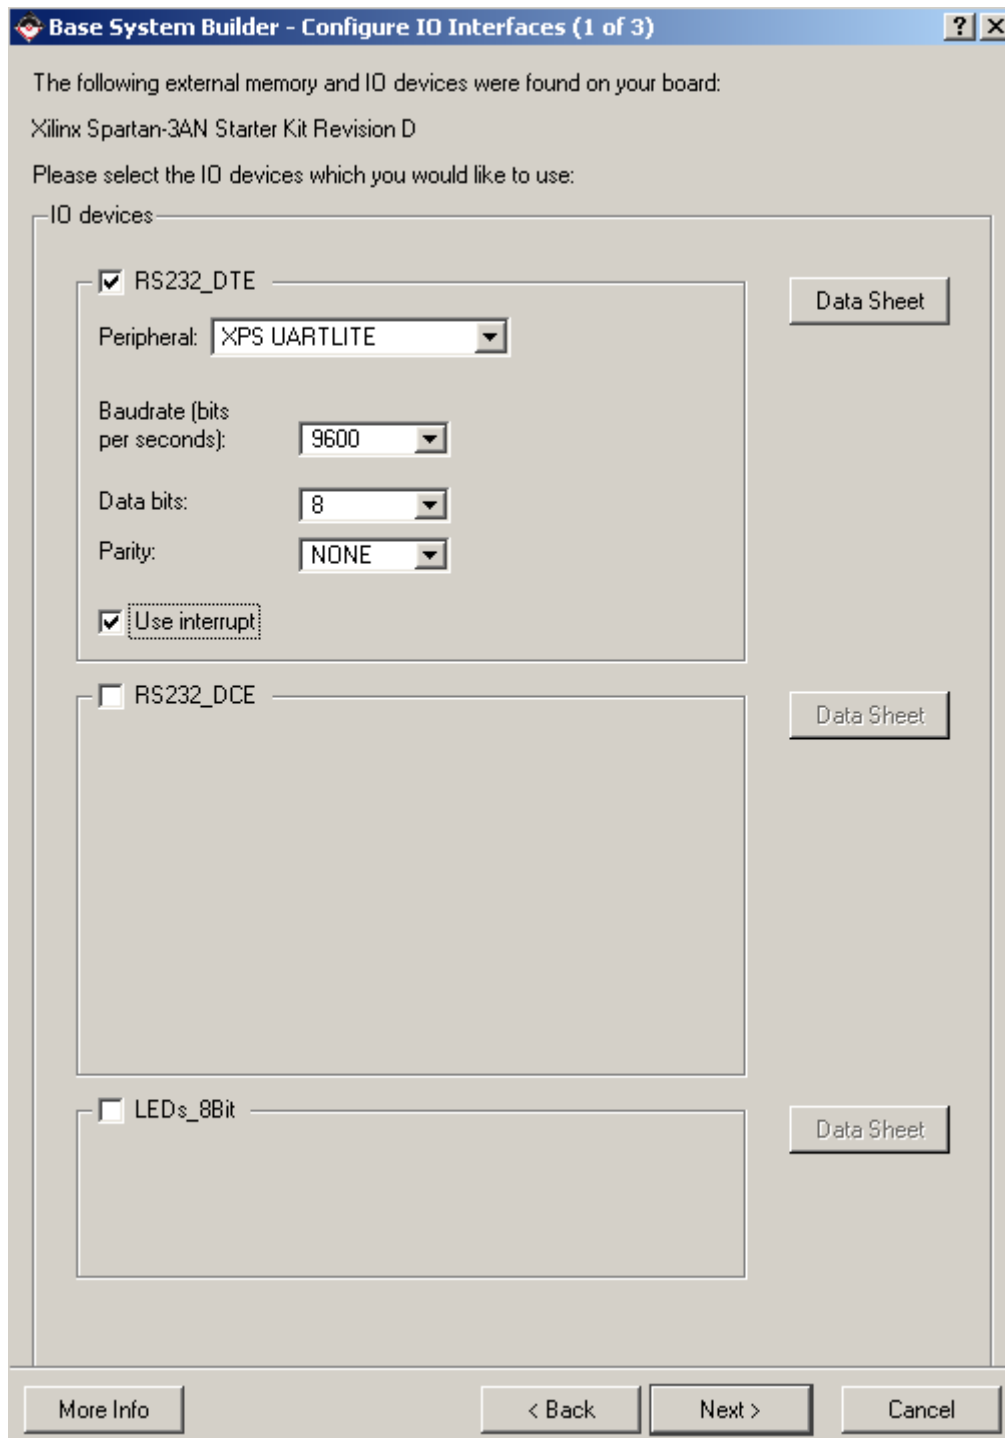 Base System Builder - Configure IO Interfaces (1 of 3)
The following external memory and IO devices were found on your board:
Xilinx Spartan-3AN Starter Kit Revision D
Please select the IO devices which you would like to use:
IO devices
RS232_DTE
Data Sheet
Peripheral: XPS UARTLITE
Baudrate (bits
per seconds): 9600
Data bits: 8
Parity: NONE
Use interrupt
RS232_DCE
Data Sheet
LEDs_8Bit
Data Sheet
More Info < Back Next > Cancel